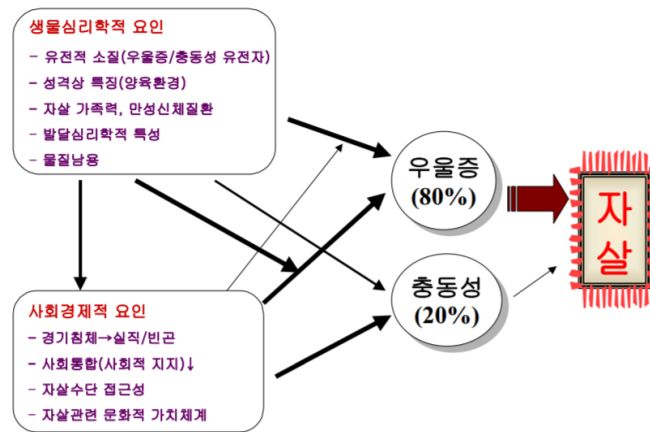 생물심리학적 요인
– 유전적 소질(우울증/충동성 유전자)
– 성격상 특징(양육환경)
– 자살 가족력, 만성신체질환
– 발달심리학적 특성
– 물질남용
우울증
(80%)
자
살
충동성
(20%)
사회경제적 요인
– 경기침체→실직/빈곤
– 사회통합(사회적 지지)↓
– 자살수단 접근성
– 자살관련 문화적 가치체계